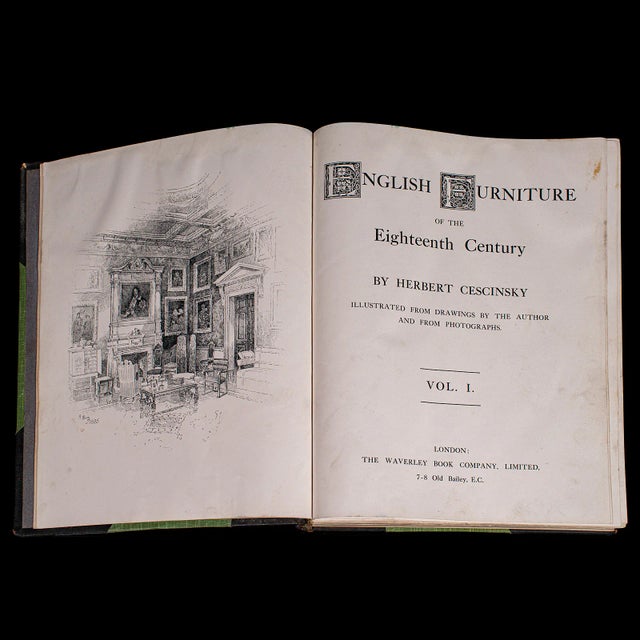 ENGLISH FURNITURE
OF THE
Eighteenth Century
BY HERBERT CESCINSKY
ILLUSTRATED FROM DRAWINGS BY THE AUTHOR
AND FROM PHOTOGRAPHS.
VOL. I.
LONDON:
THE WAVERLEY BOOK COMPANY, LIMITED,
7-8 Old Bailey, E.C.